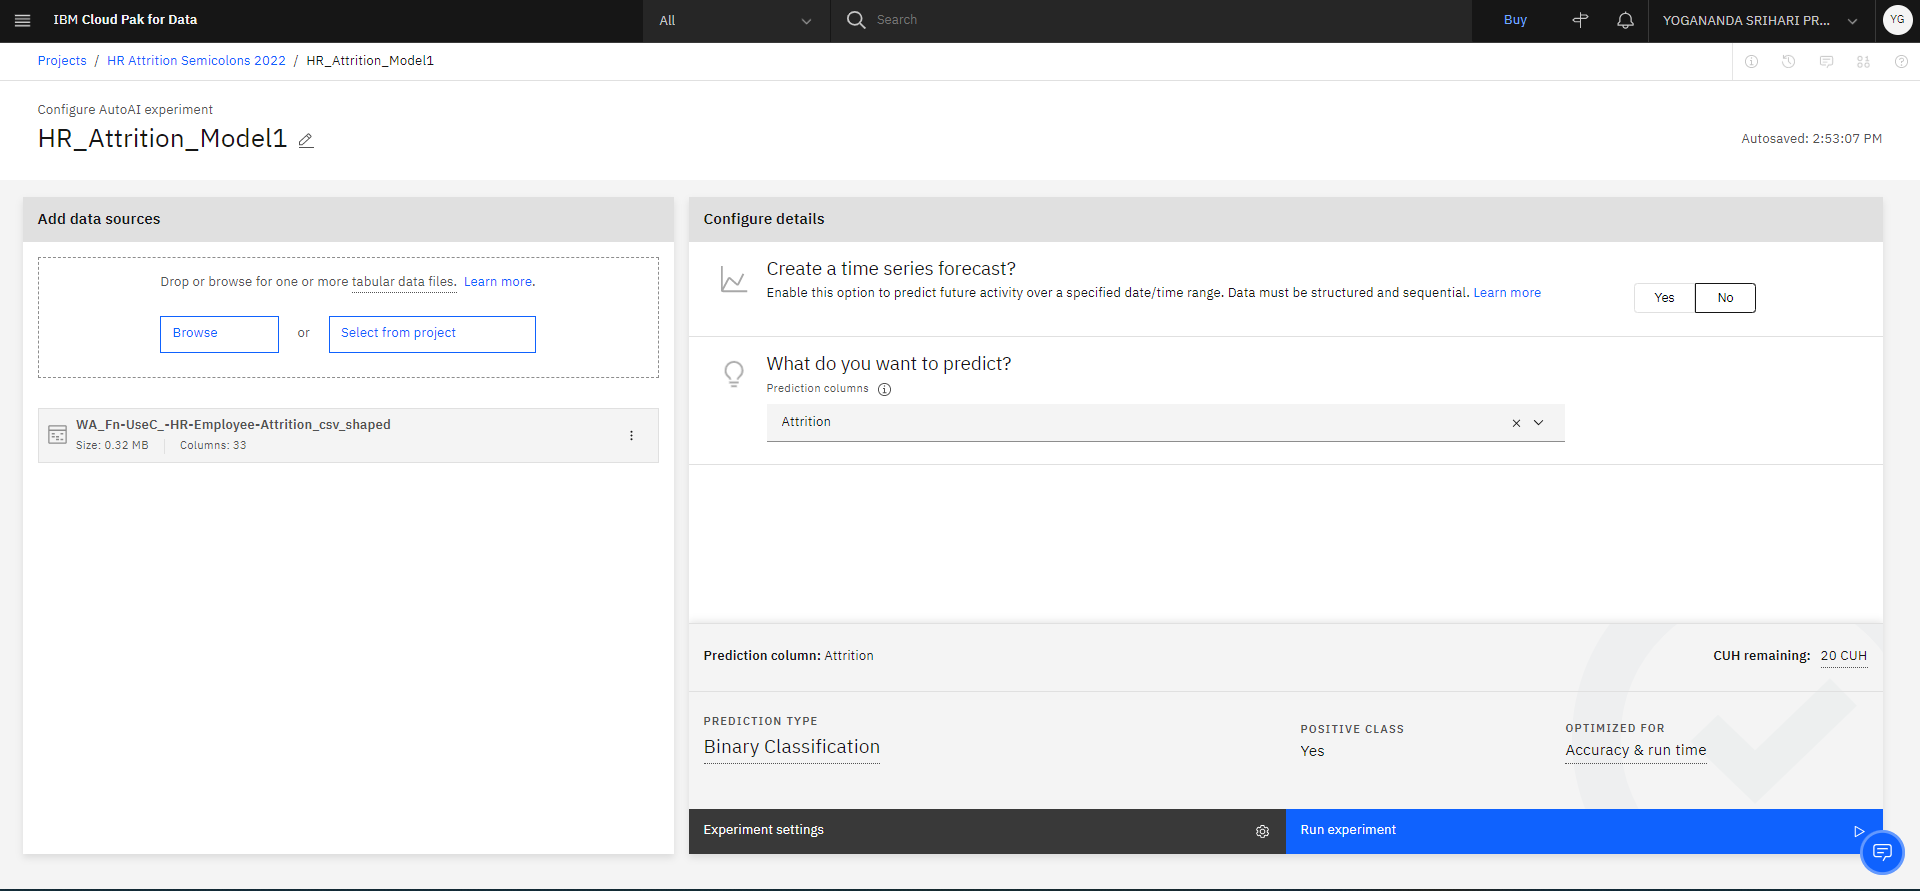 IBM Cloud Pak for Data
All
Search
Buy
YOGANANDA SRIHARI PR...
YG
Projects / HR Attrition Semicolons 2022 / HR_Attrition_Model1
Configure AutoAI experiment
HR_Attrition_Model1
Autosaved: 2:53:07 PM
Add data sources
Drop or browse for one or more tabular data files. Learn more.
Browse or Select from project
WA_Fn-UseC_-HR-Employee-Attrition_csv_shaped
Size: 0.32 MB Columns: 33
Configure details
Create a time series forecast?
Enable this option to predict future activity over a specified date/time range. Data must be structured and sequential. Learn more
Yes No
What do you want to predict?
Prediction columns
Attrition
Prediction column: Attrition
CUH remaining: 20 CUH
PREDICTION TYPE
Binary Classification
POSITIVE CLASS
Yes
OPTIMIZED FOR
Accuracy & run time
Experiment settings
Run experiment